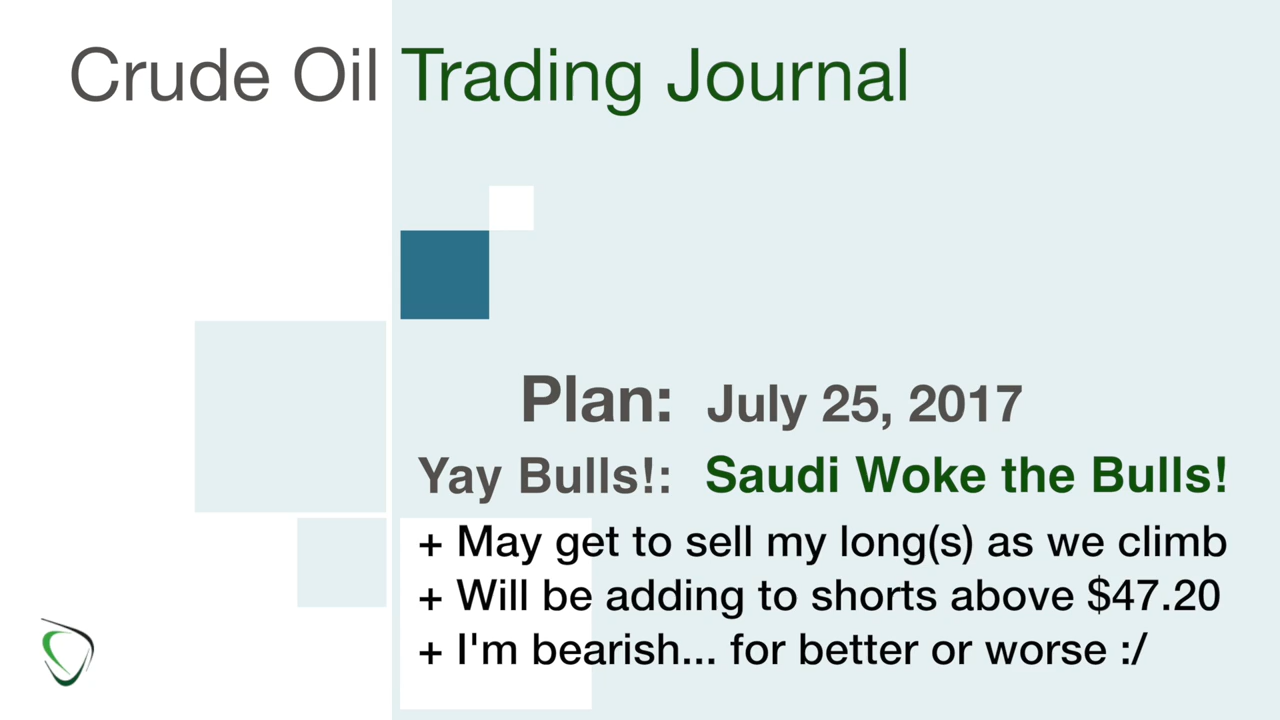 Crude Oil Trading Journal
Plan: July 25, 2017
Yay Bulls!: Saudi Woke the Bulls!
+ May get to sell my long(s) as we climb
+ Will be adding to shorts above $47.20
+ I'm bearish... for better or worse :/